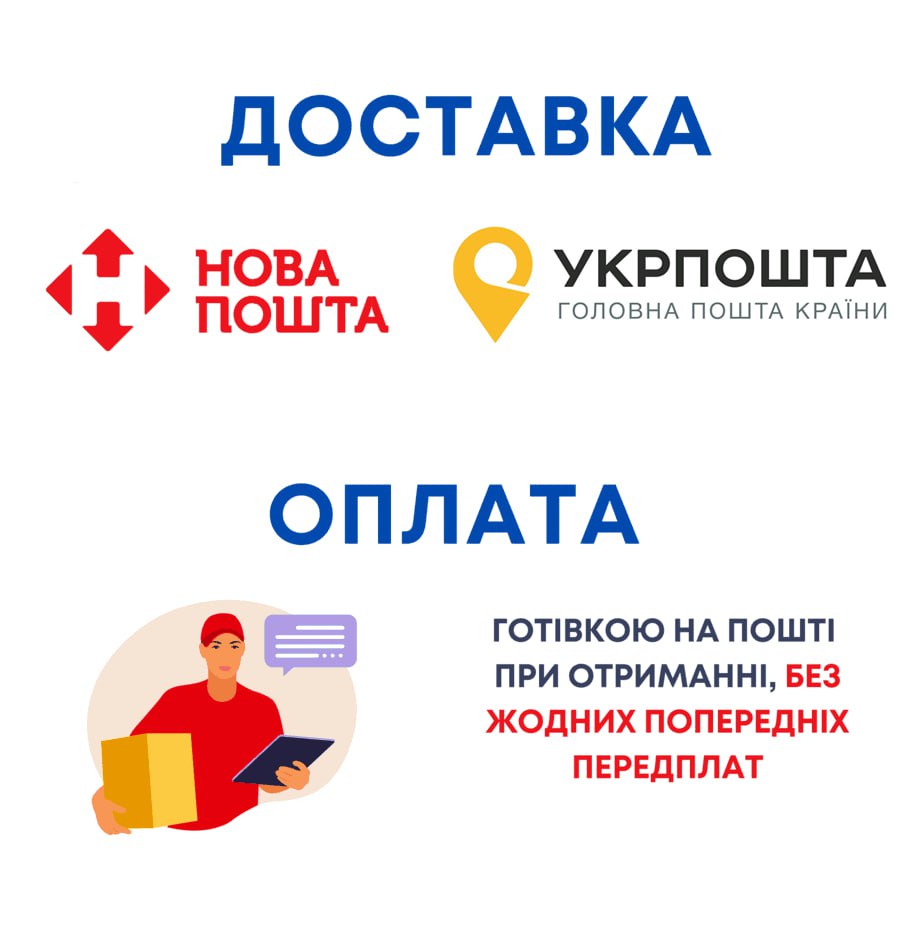 ДОСТАВКА
НОВА
ПОШТА
УКРПОШТА
ГОЛОВНА ПОШТА КРАЇНИ
ОПЛАТА
ГОТІВКОЮ НА ПОШТІ
ПРИ ОТРИМАННІ, БЕЗ
ЖОДНИХ ПОПЕРЕДНІХ
ПЕРЕДПЛАТ